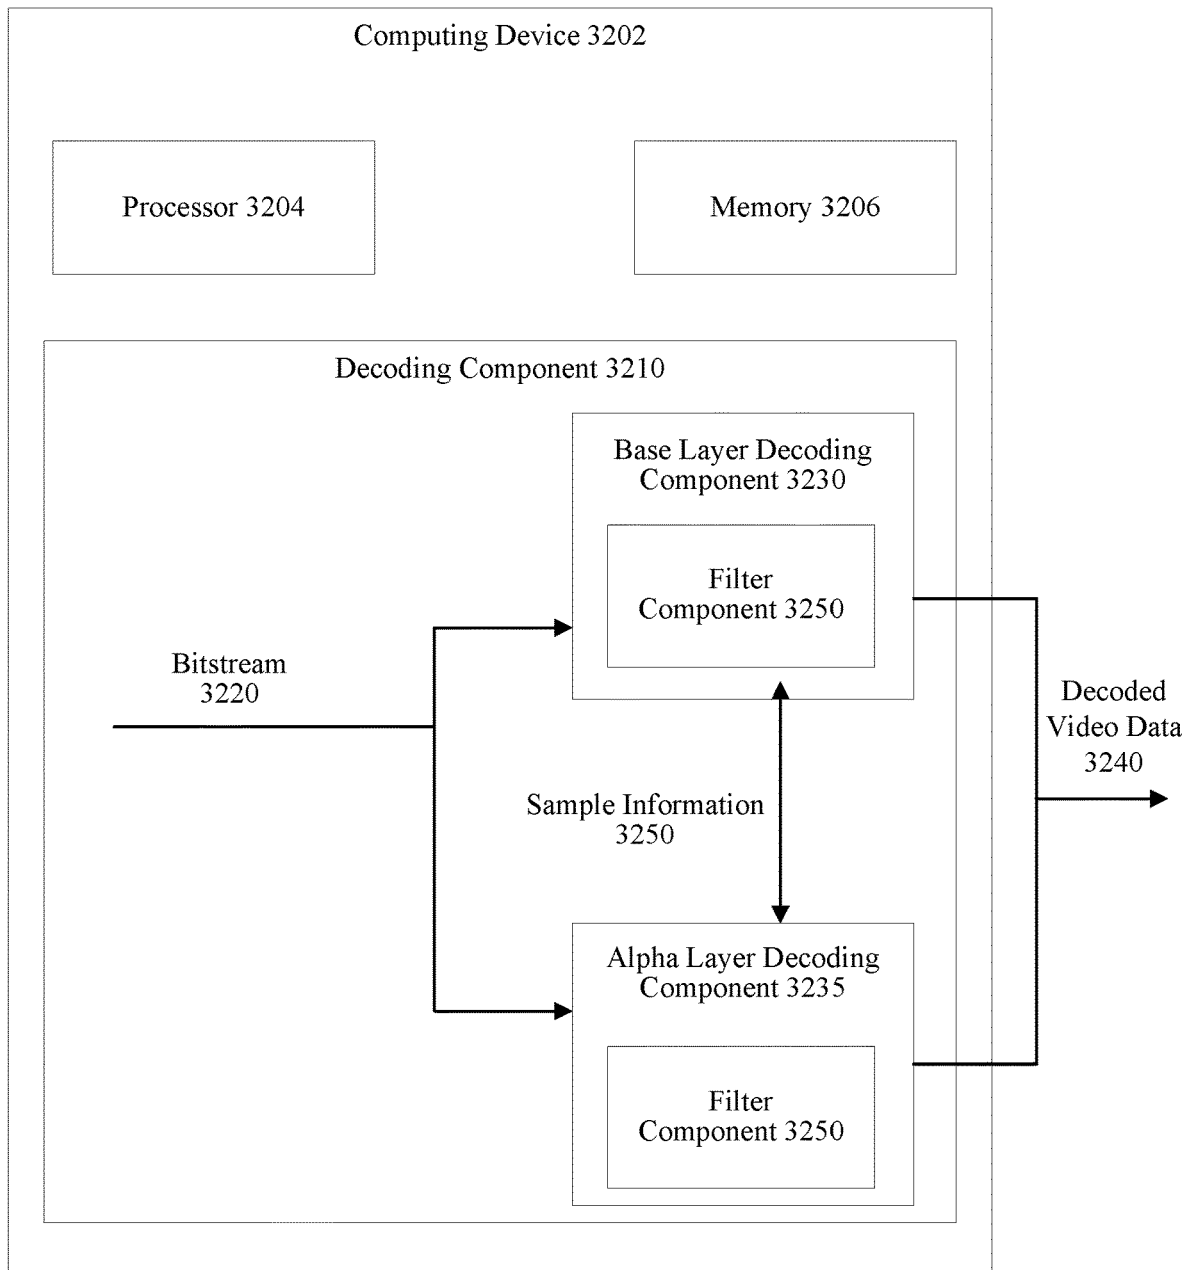 Computing Device 3202
Processor 3204
Memory 3206
Decoding Component 3210
Base Layer Decoding
Component 3230
Filter
Component 3250
Bitstream
3220
Decoded
Video Data
3240
Sample Information
3250
Alpha Layer Decoding
Component 3235
Filter
Component 3250